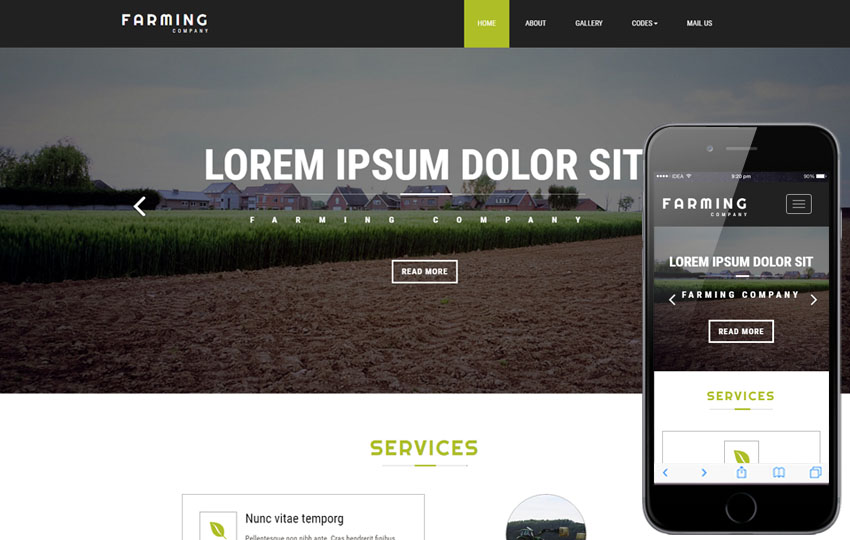 FARMING
COMPANY
HOME ABOUT GALLERY CODES MAIL US
LOREM IPSUM DOLOR SIT
FARMING COMPANY
READ MORE
SERVICES
Nunc vitae temporg
Pellentesque non nibh ante. Cras hendrerit finibus
IDEA 9:20 pm 90%
FARMING
COMPANY
LOREM IPSUM DOLOR SIT
FARMING COMPANY
READ MORE
SERVICES